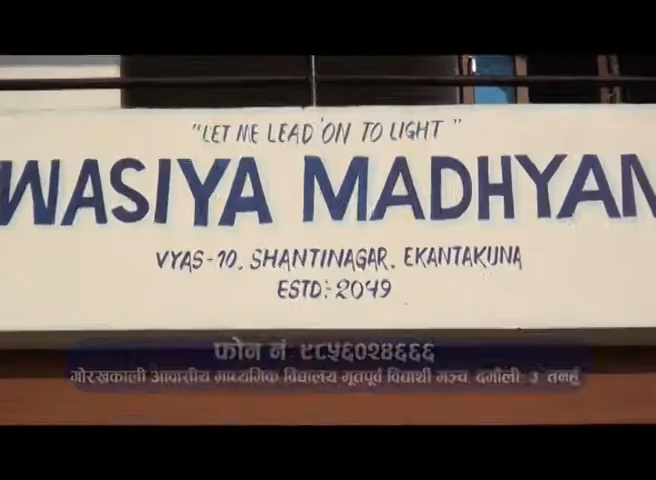 "LET ME LEAD ON TO LIGHT"
WASIYA MADHYAM
VYAS-10, SHANTINAGAR, EKANTAKUNA
ESTD:-2049
फोन नं ९८५६०२४६६६
गोरखकाली आवासीय माध्यमिक विद्यालय भूतपूर्व विद्यार्थी मञ्च दमौली ३ तनहुँ